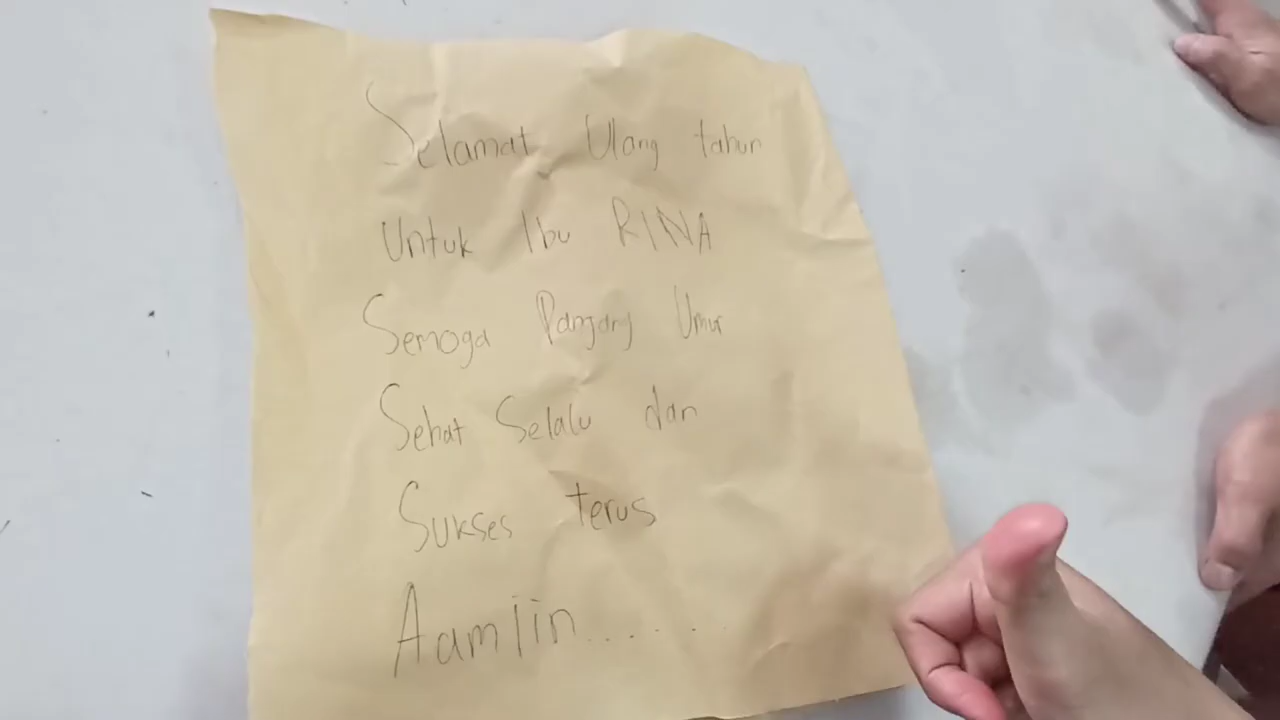 Selamat Ulang tahun
Untuk Ibu RINA
Semoga Panjang Umur
Sehat Selalu dan
Sukses terus
Aamiin......